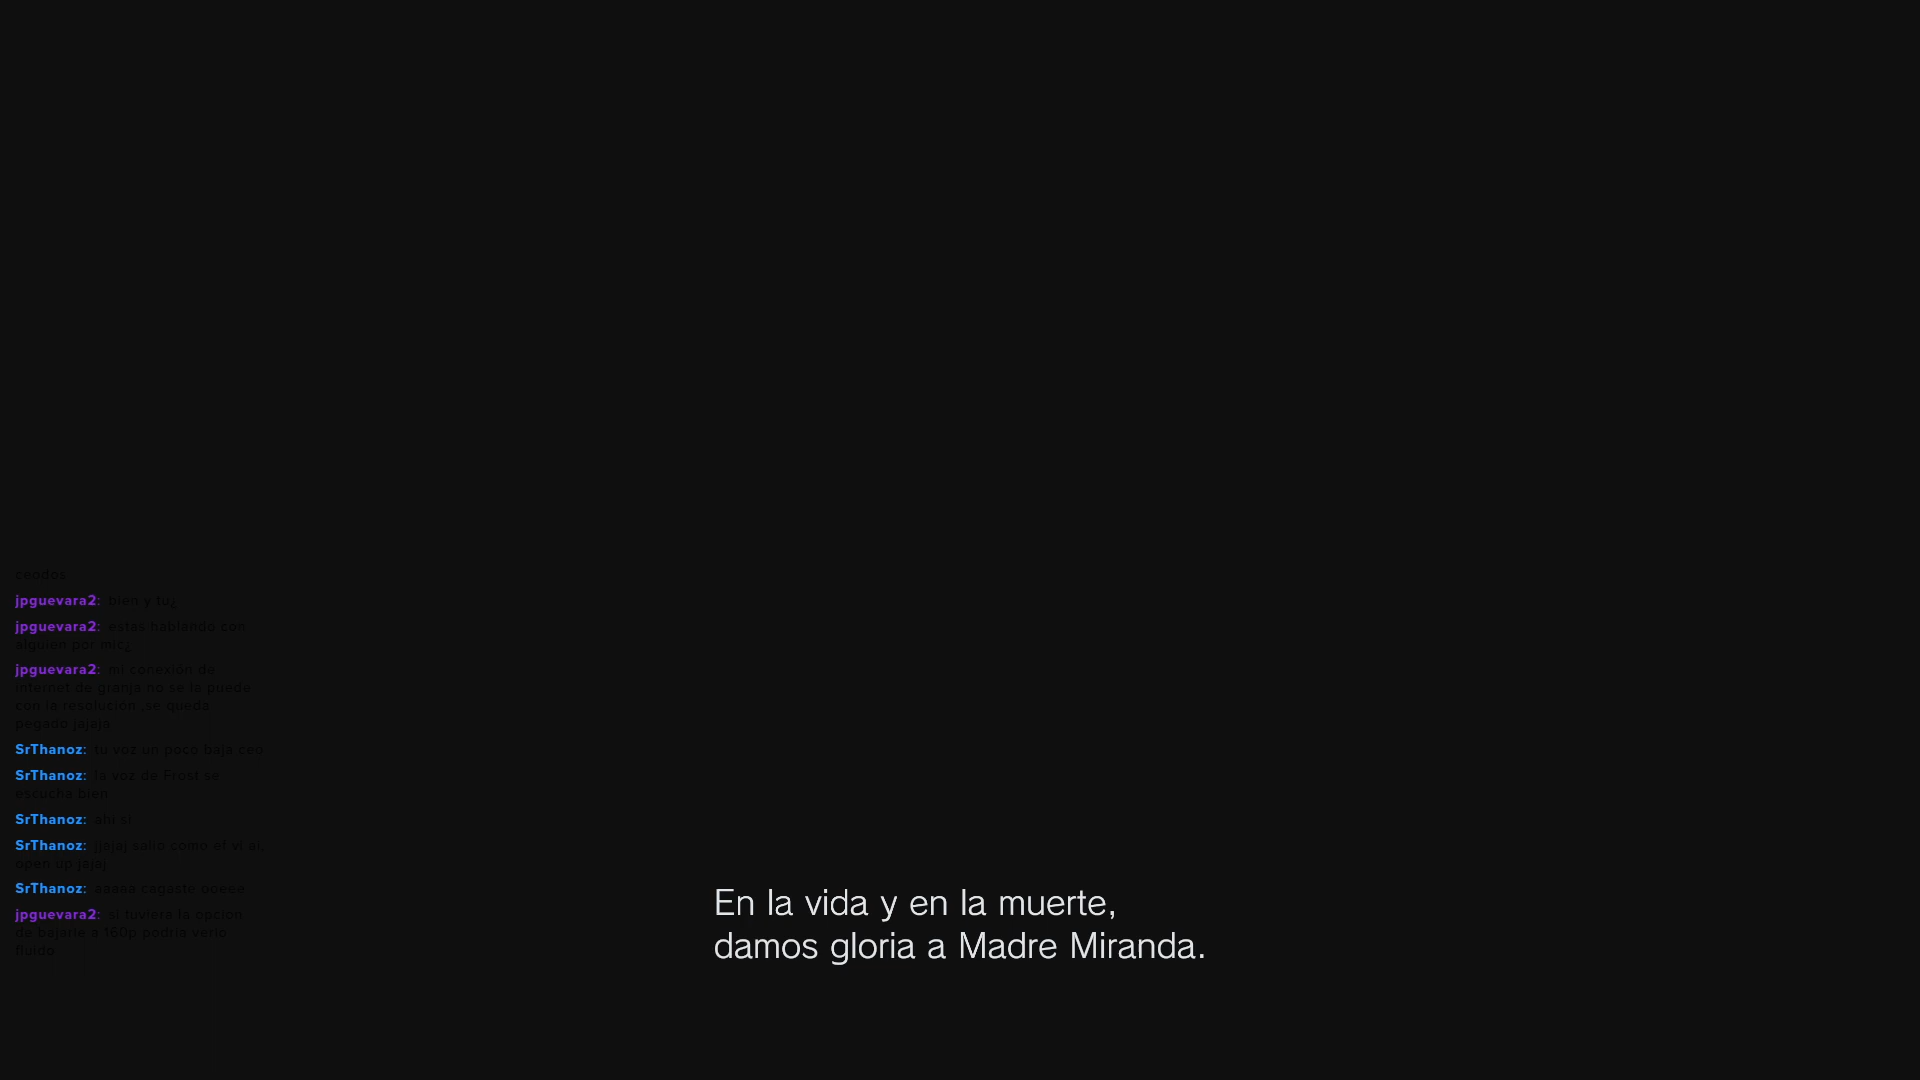 ceodos
jpguevara2: bien y tu¿
jpguevara2: estas hablando con
alguien por mic¿
jpguevara2: mi conexión de
internet de granja no se la puede
con la resolución ,se queda
pegado jajaja
SrThanoz: tu voz un poco baja ceo
SrThanoz: la voz de Frost se
escucha bien
SrThanoz: ahi si
SrThanoz: jjajaj salio como ef vi ai,
open up jajaj
SrThanoz: aaaaa cagaste ooeee
jpguevara2: si tuviera la opcion
de bajarle a 160p podria verlo
fluido
En la vida y en la muerte,
damos gloria a Madre Miranda.